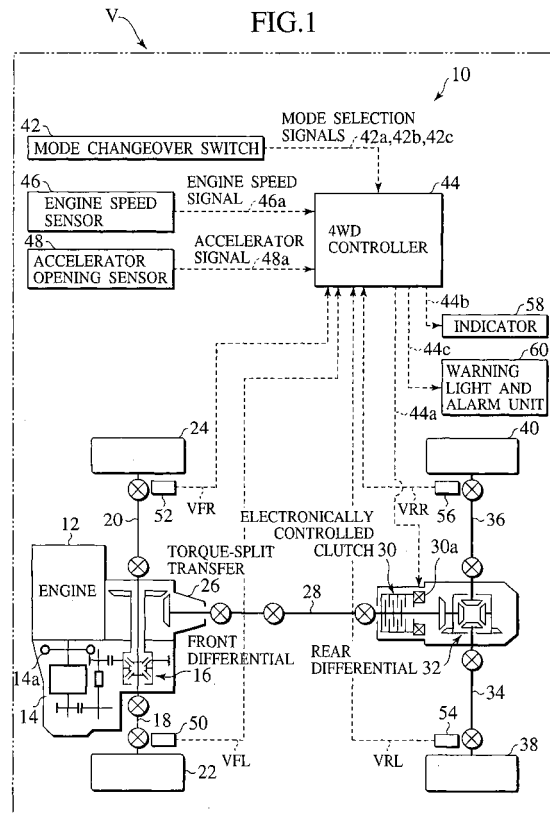 FIG.1
V
10
42
MODE SELECTION
SIGNALS 42a,42b,42c
MODE CHANGEOVER SWITCH
46
ENGINE SPEED
SIGNAL 46a
44
ENGINE SPEED
SENSOR
4WD
CONTROLLER
48
ACCELERATOR
SIGNAL 48a
ACCELERATOR
OPENING SENSOR
44b
58
INDICATOR
44c
60
WARNING
LIGHT AND
ALARM UNIT
44a
24
40
52
VFR
VRR
56
20
36
12
ELECTRONICALLY
CONTROLLED
CLUTCH 30
30a
TORQUE-SPLIT
TRANSFER
26
ENGINE
28
FRONT
DIFFERENTIAL
16
REAR
DIFFERENTIAL 32
14a
14
34
18
50
54
VFL
VRL
22
38